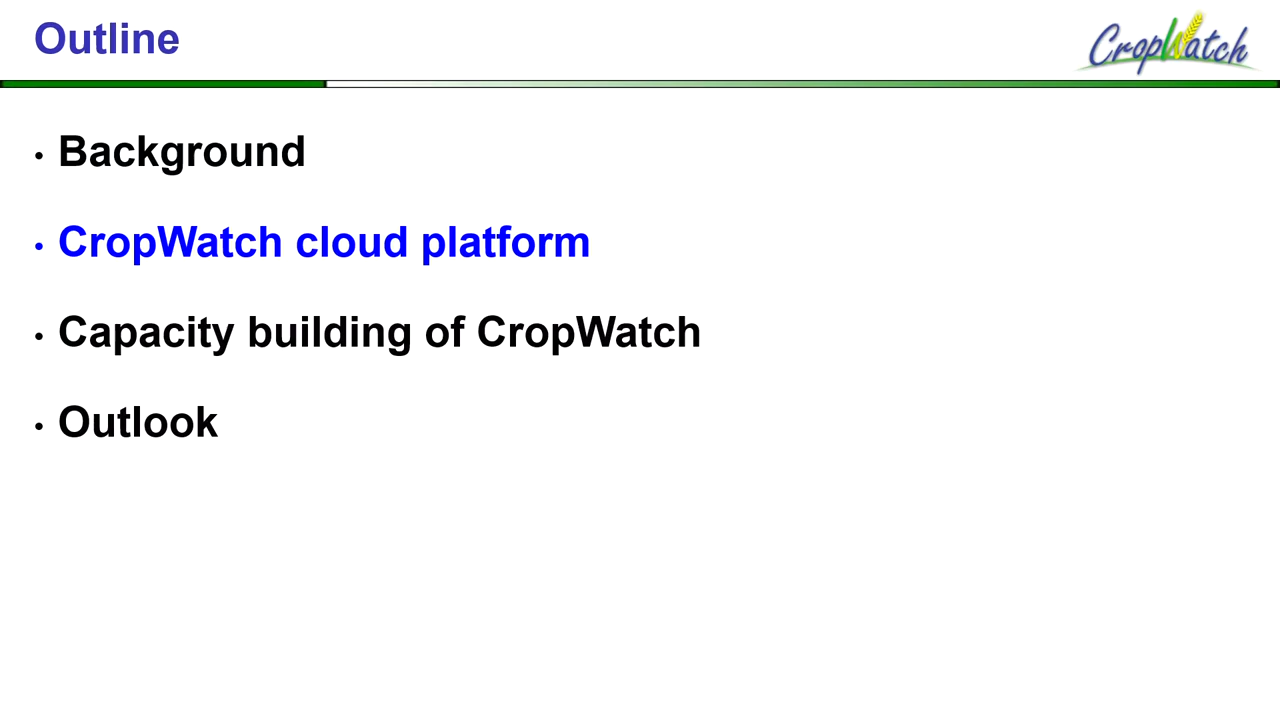 Outline
CropWatch
• Background
• CropWatch cloud platform
• Capacity building of CropWatch
• Outlook